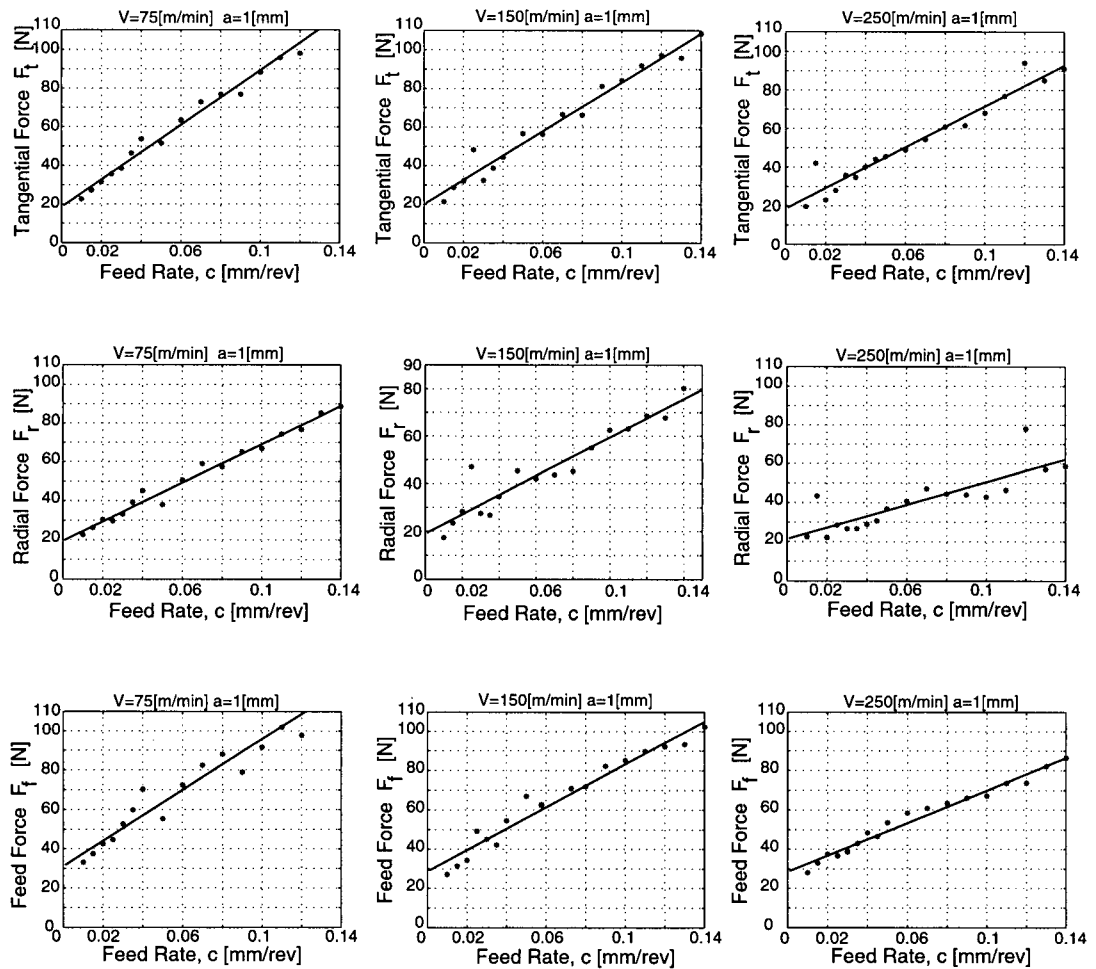 V=75[m/min] a=1[mm]
V=150[m/min] a=1[mm]
V=250[m/min] a=1[mm]
Tangential Force F_t [N]
110
100
80
60
40
20
0
0 0.02 0.06 0.1 0.14
Feed Rate, c [mm/rev]
Tangential Force F_t [N]
110
100
80
60
40
20
0
0 0.02 0.06 0.1 0.14
Feed Rate, c [mm/rev]
Tangential Force F_t [N]
110
100
80
60
40
20
0
0 0.02 0.06 0.1 0.14
Feed Rate, c [mm/rev]
V=75[m/min] a=1[mm]
V=150[m/min] a=1[mm]
V=250[m/min] a=1[mm]
Radial Force F_r [N]
110
100
80
60
40
20
0
0 0.02 0.06 0.1 0.14
Feed Rate, c [mm/rev]
Radial Force F_r [N]
90
80
60
40
20
0
0 0.02 0.06 0.1 0.14
Feed Rate, c [mm/rev]
Radial Force F_r [N]
110
100
80
60
40
20
0
0 0.02 0.06 0.1 0.14
Feed Rate, c [mm/rev]
V=75[m/min] a=1[mm]
V=150[m/min] a=1[mm]
V=250[m/min] a=1[mm]
Feed Force F_f [N]
110
100
80
60
40
20
0
0 0.02 0.06 0.1 0.14
Feed Rate, c [mm/rev]
Feed Force F_f [N]
110
100
80
60
40
20
0
0 0.02 0.06 0.1 0.14
Feed Rate, c [mm/rev]
Feed Force F_f [N]
110
100
80
60
40
20
0
0 0.02 0.06 0.1 0.14
Feed Rate, c [mm/rev]